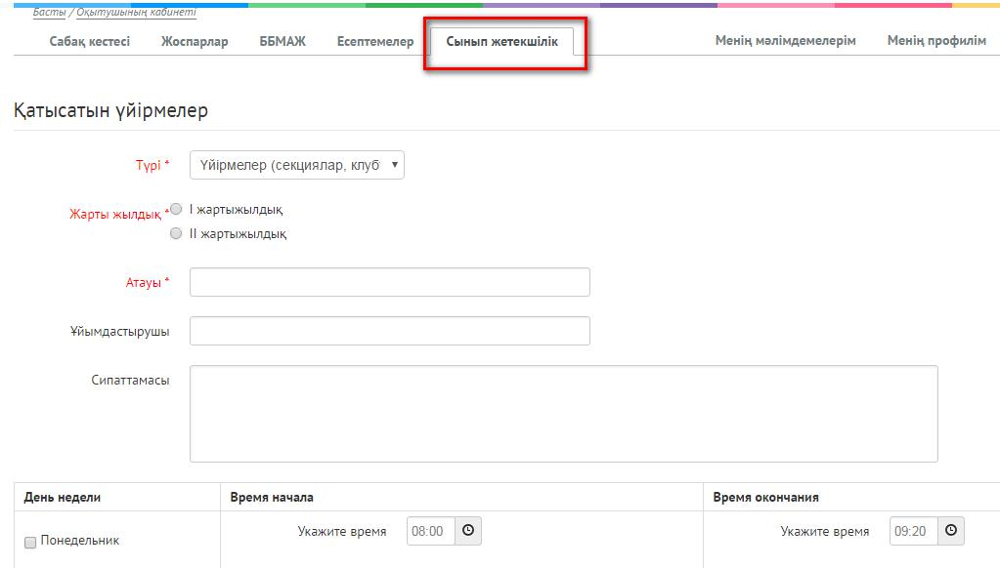 Басты / Оқытушының кабинеті
Сабақ кестесі Жоспарлар ББМАЖ Есептемелер Сынып жетекшілік Менің мәлімдемелерім Менің профилім
Қатысатын үйірмелер
Түрі * Үйірмелер (секциялар, клуб
Жарты жылдық * І жартыжылдық
ІІ жартыжылдық
Атауы *
Ұйымдастырушы
Сипаттамасы
День недели Время начала Время окончания
Понедельник Укажите время 08:00 Укажите время 09:20